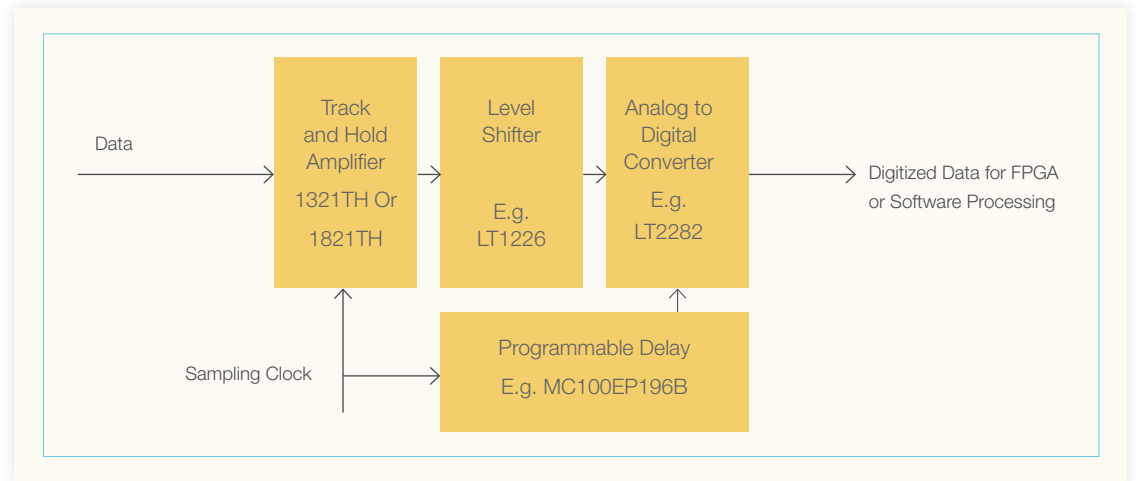 Data
Track
and Hold
Amplifier
1321TH Or
1821TH
Level
Shifter
E.g.
LT1226
Analog to
Digital
Converter
E.g.
LT2282
Digitized Data for FPGA
or Software Processing
Sampling Clock
Programmable Delay
E.g. MC100EP196B